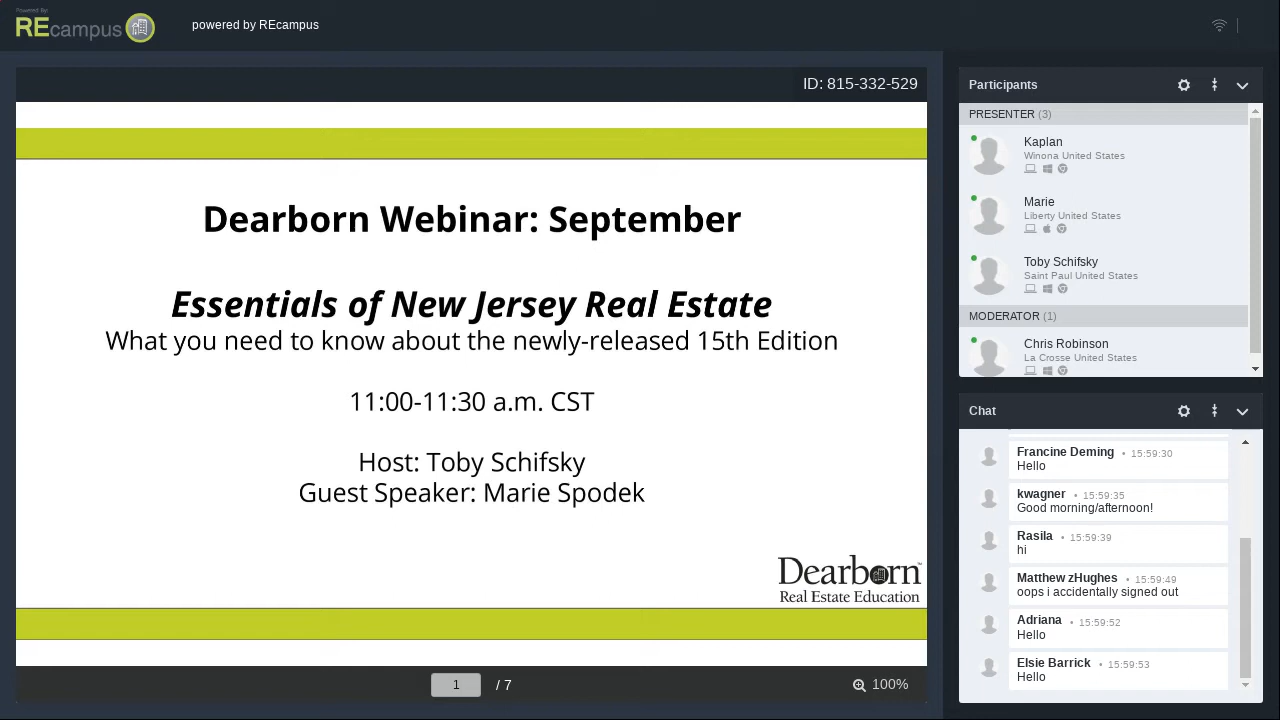 Powered By:
REcampus
powered by REcampus
ID: 815-332-529
Dearborn Webinar: September
Essentials of New Jersey Real Estate
What you need to know about the newly-released 15th Edition
11:00-11:30 a.m. CST
Host: Toby Schifsky
Guest Speaker: Marie Spodek
Dearborn™
Real Estate Education
1 / 7
100%
Participants
PRESENTER (3)
Kaplan
Winona United States
Marie
Liberty United States
Toby Schifsky
Saint Paul United States
MODERATOR (1)
Chris Robinson
La Crosse United States
Chat
Francine Deming • 15:59:30
Hello
kwagner • 15:59:35
Good morning/afternoon!
Rasila • 15:59:39
hi
Matthew zHughes • 15:59:49
oops i accidentally signed out
Adriana • 15:59:52
Hello
Elsie Barrick • 15:59:53
Hello